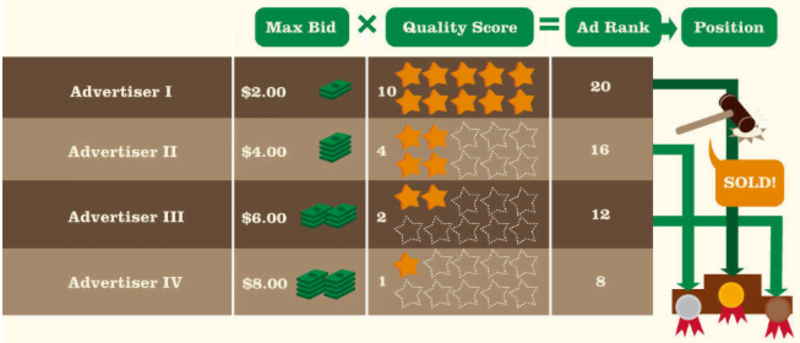 Max Bid × Quality Score = Ad Rank Position
Advertiser I $2.00 10 20
Advertiser II $4.00 4 16
SOLD!
Advertiser III $6.00 2 12
Advertiser IV $8.00 1 8